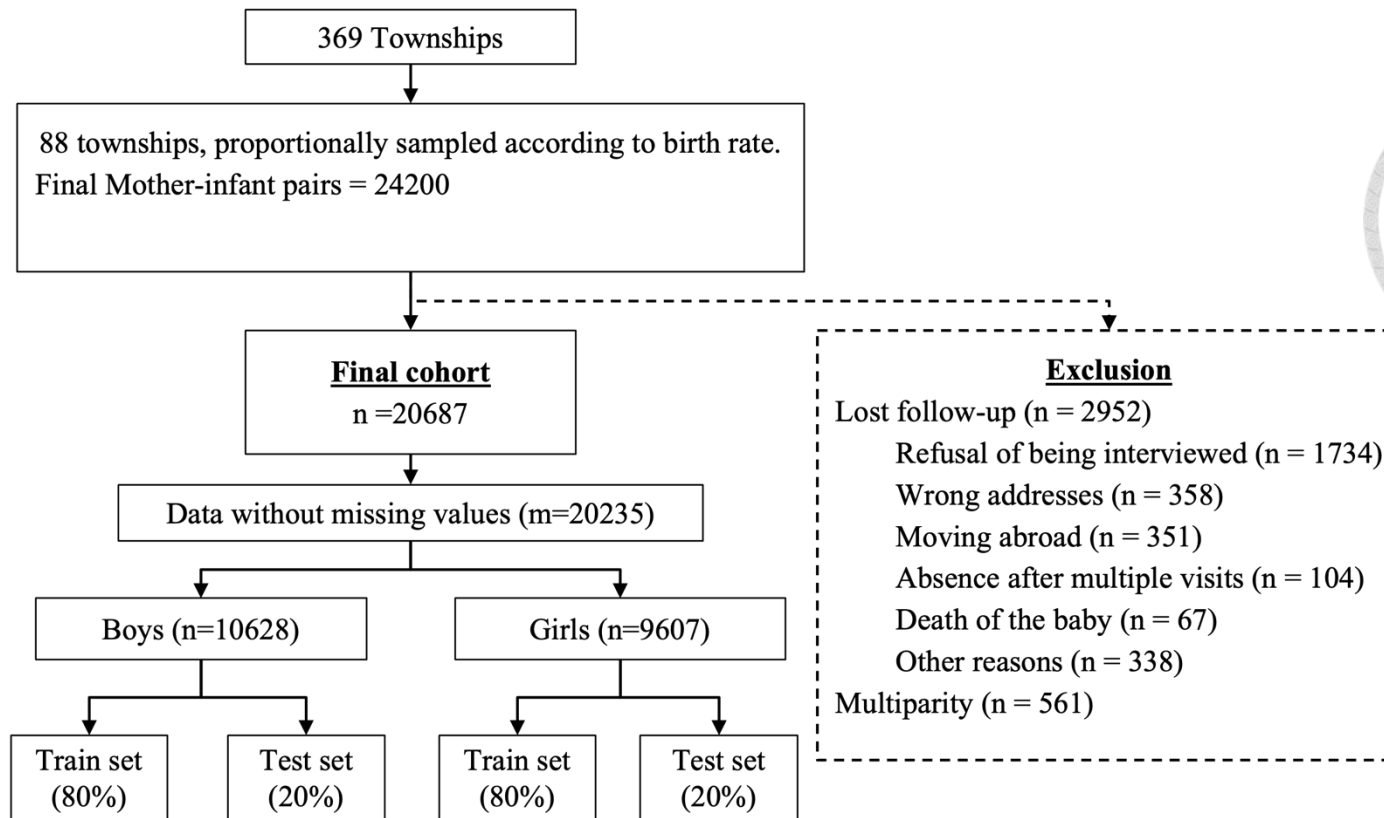 369 Townships
88 townships, proportionally sampled according to birth rate.
Final Mother-infant pairs = 24200
Final cohort
n =20687
Exclusion
Lost follow-up (n = 2952)
Refusal of being interviewed (n = 1734)
Wrong addresses (n = 358)
Moving abroad (n = 351)
Absence after multiple visits (n = 104)
Death of the baby (n = 67)
Other reasons (n = 338)
Multiparity (n = 561)
Data without missing values (m=20235)
Boys (n=10628)
Girls (n=9607)
Train set
(80%)
Test set
(20%)
Train set
(80%)
Test set
(20%)